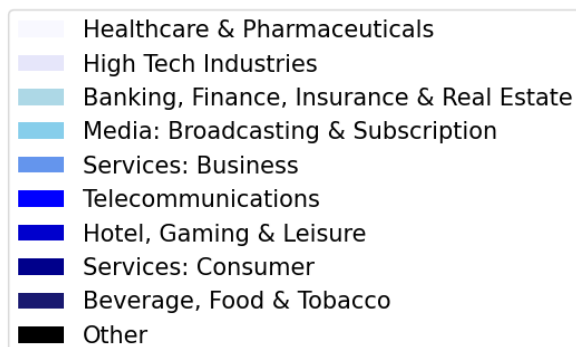 Healthcare & Pharmaceuticals
High Tech Industries
Banking, Finance, Insurance & Real Estate
Media: Broadcasting & Subscription
Services: Business
Telecommunications
Hotel, Gaming & Leisure
Services: Consumer
Beverage, Food & Tobacco
Other